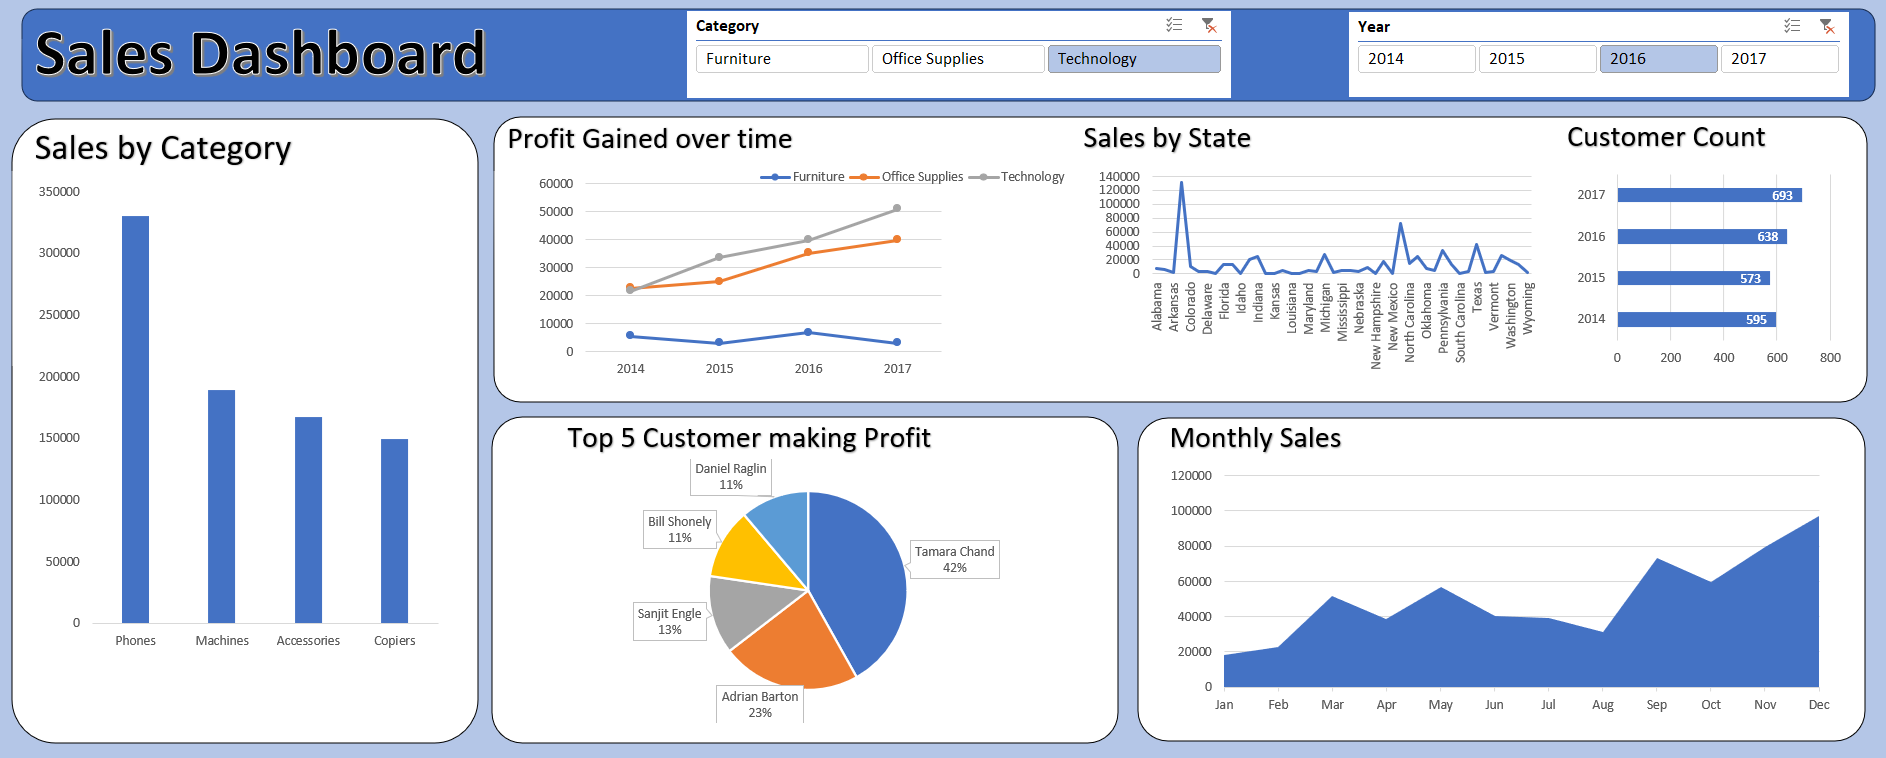 Sales Dashboard
Category
Furniture
Office Supplies
Technology
Year
2014
2015
2016
2017
Sales by Category
350000
300000
250000
200000
150000
100000
50000
0
Phones
Machines
Accessories
Copiers
Profit Gained over time
Furniture
Office Supplies
Technology
60000
50000
40000
30000
20000
10000
0
2014
2015
2016
2017
Sales by State
140000
120000
100000
80000
60000
40000
20000
0
Alabama
Arkansas
Colorado
Delaware
Florida
Idaho
Indiana
Kansas
Louisiana
Maryland
Michigan
Mississippi
Nebraska
New Hampshire
New Mexico
North Carolina
Oklahoma
Pennsylvania
South Carolina
Texas
Vermont
Washington
Wyoming
Customer Count
2017
693
2016
638
2015
573
2014
595
0
200
400
600
800
Top 5 Customer making Profit
Daniel Raglin
11%
Bill Shonely
11%
Tamara Chand
42%
Sanjit Engle
13%
Adrian Barton
23%
Monthly Sales
120000
100000
80000
60000
40000
20000
0
Jan
Feb
Mar
Apr
May
Jun
Jul
Aug
Sep
Oct
Nov
Dec